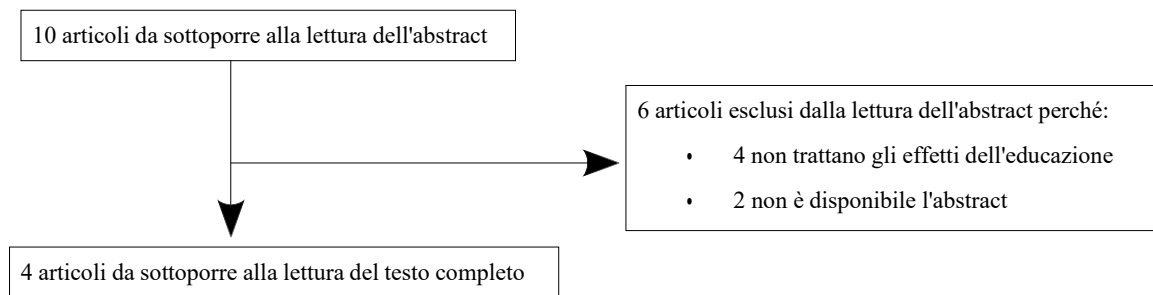 10 articoli da sottoporre alla lettura dell'abstract
6 articoli esclusi dalla lettura dell'abstract perché:
• 4 non trattano gli effetti dell'educazione
• 2 non è disponibile l'abstract
4 articoli da sottoporre alla lettura del testo completo